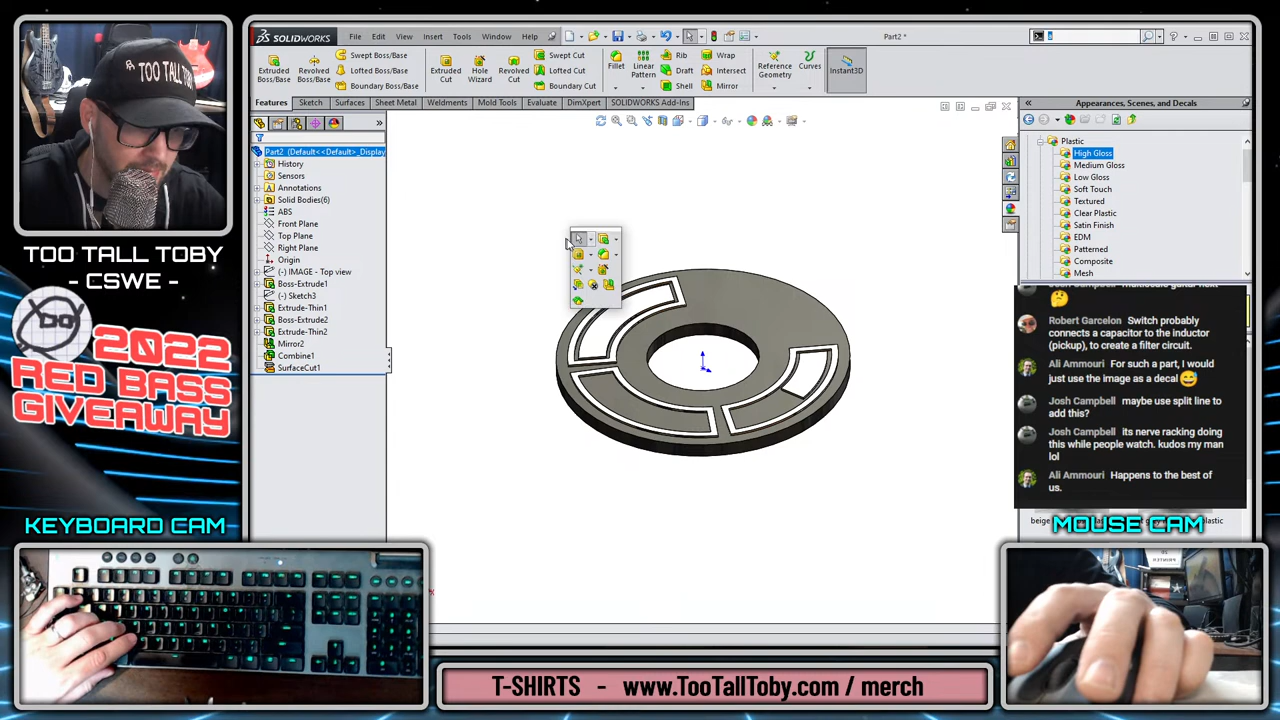 TOO TALL TOBY
TOO TALL TOBY
- CSWE -
2022
RED BASS
GIVEAWAY
KEYBOARD CAM
SOLIDWORKS
File
Edit
View
Insert
Tools
Window
Help
Part2 *
Extruded
Boss/Base
Revolved
Boss/Base
Swept Boss/Base
Lofted Boss/Base
Boundary Boss/Base
Extruded
Cut
Hole
Wizard
Revolved
Cut
Swept Cut
Lofted Cut
Boundary Cut
Fillet
Linear
Pattern
Rib
Draft
Shell
Wrap
Intersect
Mirror
Reference
Geometry
Curves
Instant3D
Features
Sketch
Surfaces
Sheet Metal
Weldments
Mold Tools
Evaluate
DimXpert
SOLIDWORKS Add-Ins
Part2 (Default<<Default>_Display
History
Sensors
Annotations
Solid Bodies(6)
ABS
Front Plane
Top Plane
Right Plane
Origin
(-) IMAGE - Top view
Boss-Extrude1
(-) Sketch3
Extrude-Thin1
Boss-Extrude2
Extrude-Thin2
Mirror2
Combine1
SurfaceCut1
Appearances, Scenes, and Decals
Plastic
High Gloss
Medium Gloss
Low Gloss
Soft Touch
Textured
Clear Plastic
Satin Finish
EDM
Patterned
Composite
Mesh
Robert Garcelon Switch probably
connects a capacitor to the inductor
(pickup), to create a filter circuit.
Ali Ammouri For such a part, I would
just use the image as a decal
Josh Campbell maybe use split line to
add this?
Josh Campbell its nerve racking doing
this while people watch. kudos my man
lol
Ali Ammouri Happens to the best of
us.
MOUSE CAM
T-SHIRTS - www.TooTallToby.com / merch